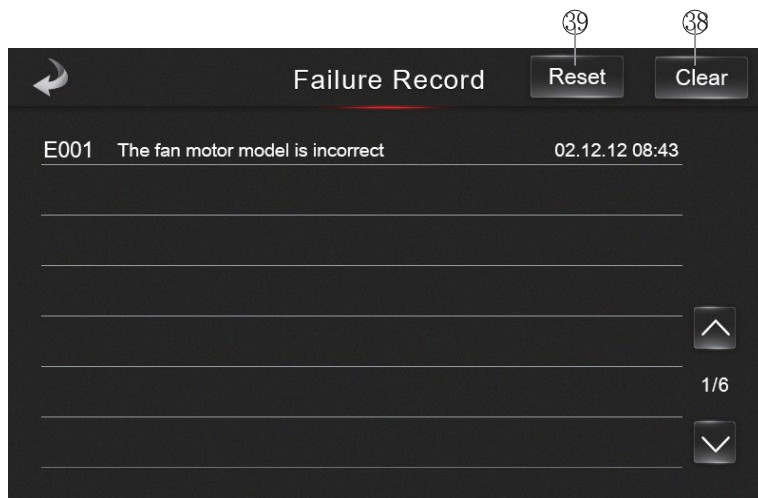 ㊴ ㊳
Failure Record Reset Clear
E001 The fan motor model is incorrect 02.12.12 08:43
1/6